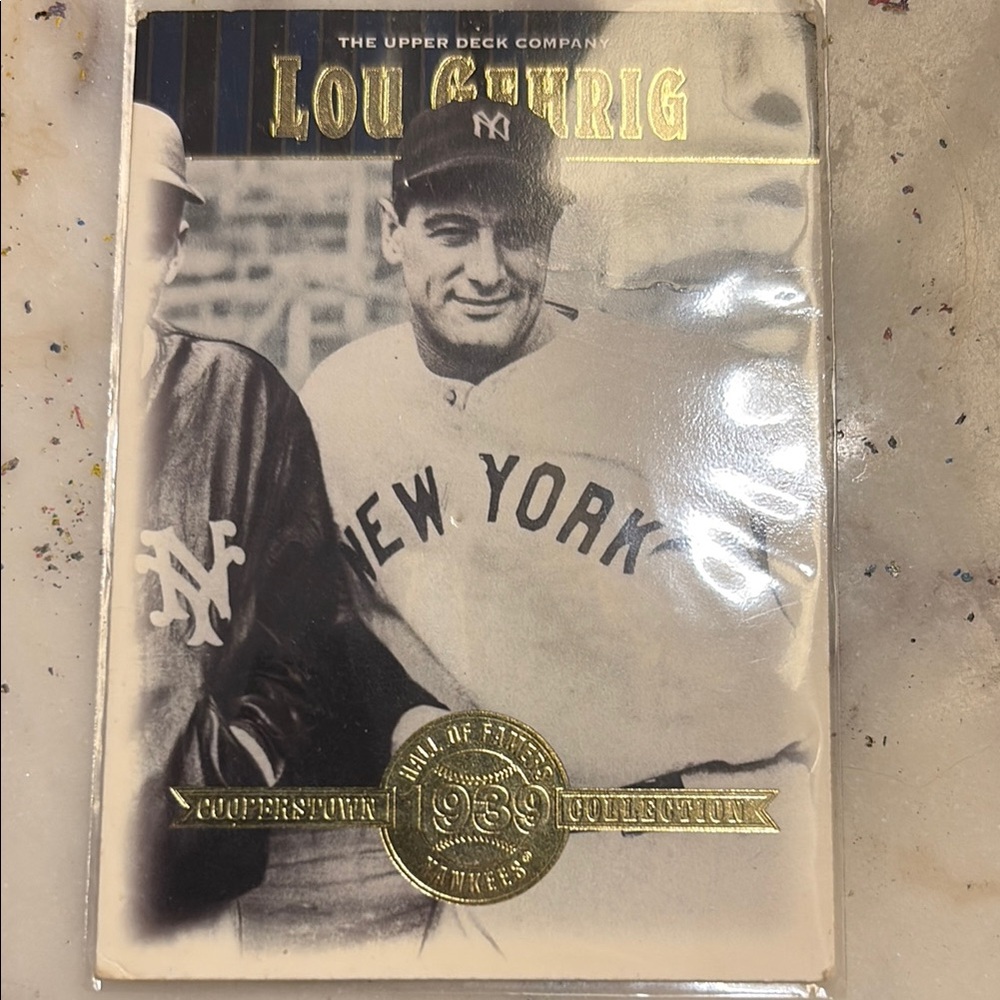 THE UPPER DECK COMPANY
LOU GEHRIG
NY
NEW YORK
NY
HALL OF FAMERS
COOPERSTOWN 1939 COLLECTION
YANKEES®